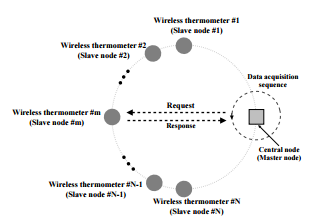 Wireless thermometer #1
(Slave node #1)
Wireless thermometer #2
(Slave node #2)
Data acquisition
sequence
Wireless thermometer #m
(Slave node #m)
Request
Response
Central node
(Master node)
Wireless thermometer #N-1
(Slave node #N-1)
Wireless thermometer #N
(Slave node #N)